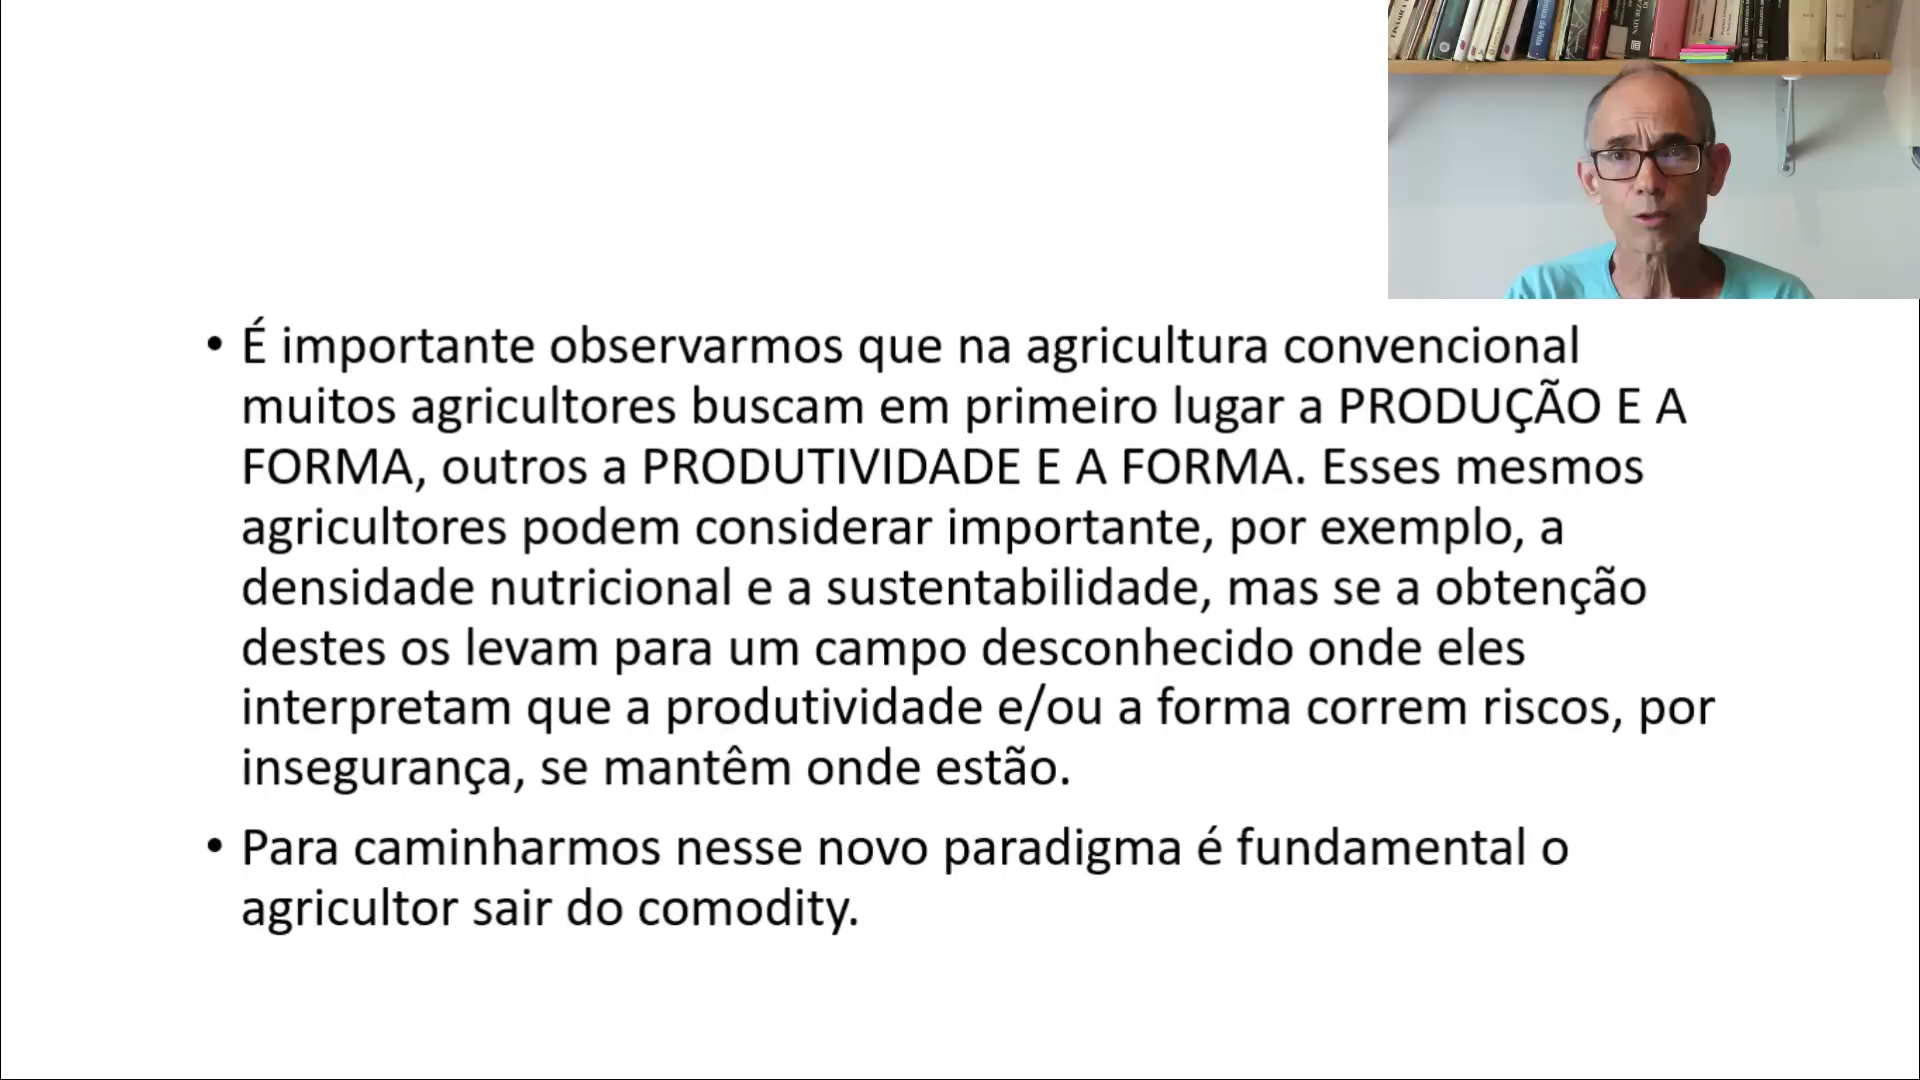 • É importante observarmos que na agricultura convencional
muitos agricultores buscam em primeiro lugar a PRODUÇÃO E A
FORMA, outros a PRODUTIVIDADE E A FORMA. Esses mesmos
agricultores podem considerar importante, por exemplo, a
densidade nutricional e a sustentabilidade, mas se a obtenção
destes os levam para um campo desconhecido onde eles
interpretam que a produtividade e/ou a forma correm riscos, por
insegurança, se mantêm onde estão.
• Para caminharmos nesse novo paradigma é fundamental o
agricultor sair do comodity.